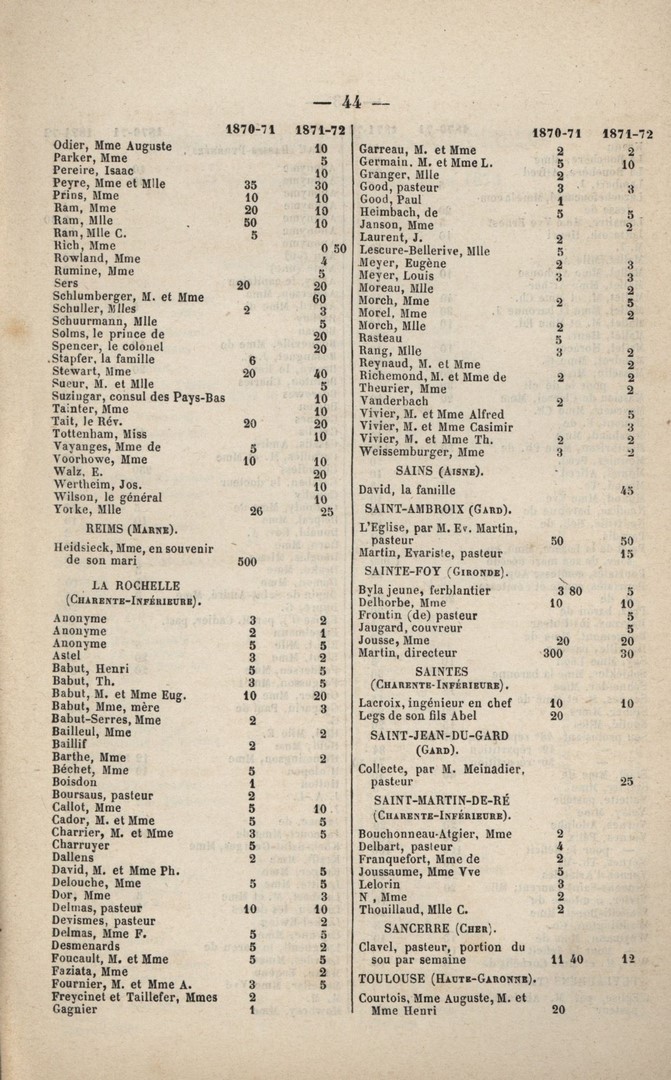 — 44 —
1870-71 1871-72
Odier, Mme Auguste 10
Parker, Mme 5
Pereire, Isaac 10
Peyre, Mme et Mlle 35 30
Prins, Mme 10 10
Ram, Mme 20 10
Ram, Mlle 50 10
Ram, Mlle C. 5
Rich, Mme 0 50
Rowland, Mme 4
Rumine, Mme 5
Sers 20 20
Schlumberger, M. et Mme 60
Schuller, Mlles 2 3
Schuurmann, Mlle 5
Solms, le prince de 20
Spencer, le colonel 20
Stapfer, la famille 6
Stewart, Mme 20 40
Sueur, M. et Mlle 5
Suzingar, consul des Pays-Bas 10
Tainter, Mme 10
Tait, le Rév. 20 20
Tottenham, Miss 10
Vayanges, Mme de 5
Voorhowe, Mme 10 10
Walz, E. 20
Wertheim, Jos. 10
Wilson, le général 10
Yorke, Mlle 26 25
REIMS (MARNE).
Heidsieck, Mme, en souvenir
de son mari 500
LA ROCHELLE
(CHARENTE-INFÉRIEURE).
Anonyme 3 2
Anonyme 2 1
Anonyme 5 5
Astel 3 2
Babut, Henri 5 5
Babut, Th. 3 5
Babut, M. et Mme Eug. 10 20
Babut, Mme, mère 3
Babut-Serres, Mme 2
Bailleul, Mme 2
Baillif 2
Barthe, Mme 2
Béchet, Mme 5
Boisdon 1
Boursaus, pasteur 2
Callot, Mme 5 10
Cador, M. et Mme 5 5
Charrier, M. et Mme 3 5
Charruyer 5
Dallens 2
David, M. et Mme Ph. 5
Delouche, Mme 5 5
Dor, Mme 3
Delmas, pasteur 10 10
Devismes, pasteur 2
Delmas, Mme F. 5 5
Desmenards 5 2
Foucault, M. et Mme 5 5
Faziata, Mme 2
Fournier, M. et Mme A. 3 5
Freycinet et Taillefer, Mmes 2
Gagnier 1
1870-71 1871-72
Garreau, M. et Mme 2 2
Germain, M. et Mme L. 5 10
Granger, Mlle 2
Good, pasteur 3 3
Good, Paul 1
Heimbach, de 5 5
Janson, Mme 2
Laurent, J. 2
Lescure-Bellerive, Mlle 5
Meyer, Eugène 2 3
Meyer, Louis 3 3
Moreau, Mlle 2
Morch, Mme 2 5
Morel, Mme 2
Morch, Mlle 2
Rasteau 5
Rang, Mlle 3 2
Reynaud, M. et Mme 2
Richemond, M. et Mme de 2 2
Theurier, Mme 2
Vanderbach 2
Vivier, M. et Mme Alfred 5
Vivier, M. et Mme Casimir 3
Vivier, M. et Mme Th. 2 2
Weissemburger, Mme 3 2
SAINS (AISNE).
David, la famille 45
SAINT-AMBROIX (GARD).
L'Eglise, par M. Ev. Martin,
pasteur 50 50
Martin, Evariste, pasteur 15
SAINTE-FOY (GIRONDE).
Byla jeune, ferblantier 3 80 5
Delhorbe, Mme 10 10
Frontin (de) pasteur 5
Jaugard, couvreur 5
Jousse, Mme 20 20
Martin, directeur 300 30
SAINTES
(CHARENTE-INFÉRIEURE).
Lacroix, ingénieur en chef 10 10
Legs de son fils Abel 20
SAINT-JEAN-DU-GARD
(GARD).
Collecte, par M. Meinadier,
pasteur 25
SAINT-MARTIN-DE-RÉ
(CHARENTE-INFÉRIEURE).
Bouchonneau-Atgier, Mme 2
Delbart, pasteur 4
Franquefort, Mme de 2
Joussaume, Mme Vve 5
Lelorin 3
N , Mme 2
Thouillaud, Mlle C. 2
SANCERRE (CHER).
Clavel, pasteur, portion du
sou par semaine 11 40 12
TOULOUSE (HAUTE-GARONNE).
Courtois, Mme Auguste, M. et
Mme Henri 20